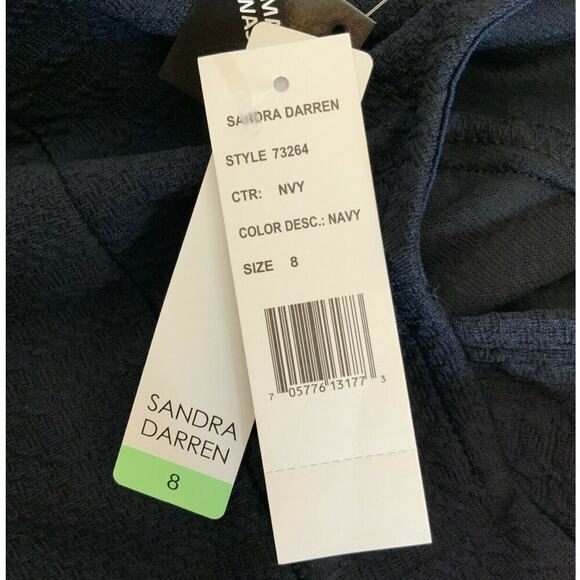 SANDRA DARREN
STYLE 73264
CTR: NVY
COLOR DESC.: NAVY
SIZE 8
7 05776 13177 3
SANDRA
DARREN
8